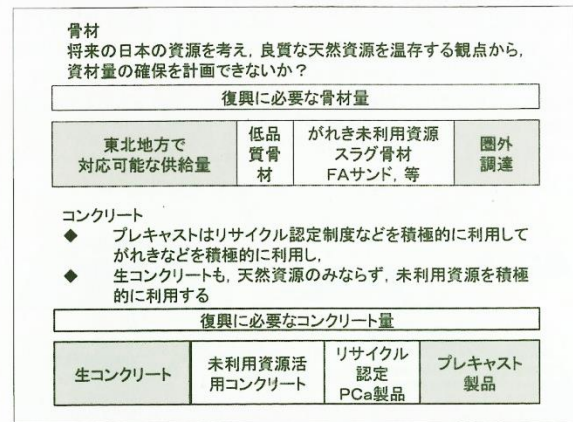 骨材
将来の日本の資源を考え，良質な天然資源を温存する観点から，
資材量の確保を計画できないか？
復興に必要な骨材量
東北地方で
対応可能な供給量
低品
質骨
材
がれき未利用資源
スラグ骨材
FAサンド，等
圏外
調達
コンクリート
◆ プレキャストはリサイクル認定制度などを積極的に利用して
がれきなどを積極的に利用し，
◆ 生コンクリートも，天然資源のみならず，未利用資源を積極
的に利用する
復興に必要なコンクリート量
生コンクリート
未利用資源活
用コンクリート
リサイクル
認定
PCa製品
プレキャスト
製品